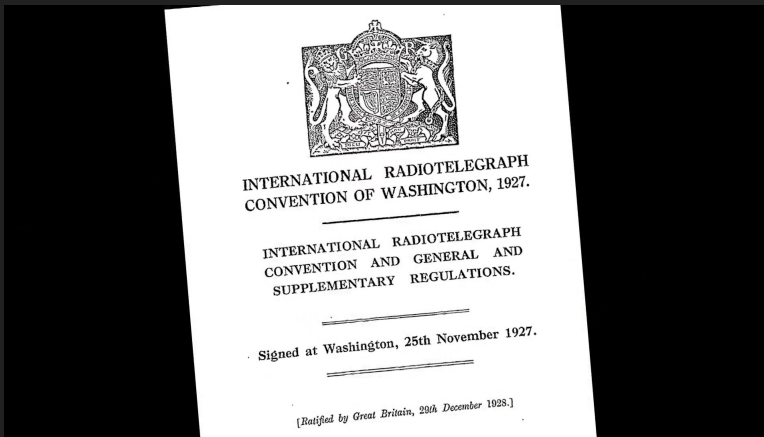 INTERNATIONAL RADIOTELEGRAPH
CONVENTION OF WASHINGTON, 1927.
INTERNATIONAL RADIOTELEGRAPH
CONVENTION AND GENERAL AND
SUPPLEMENTARY REGULATIONS.
Signed at Washington, 25th November 1927.
[Ratified by Great Britain, 29th December 1928.]